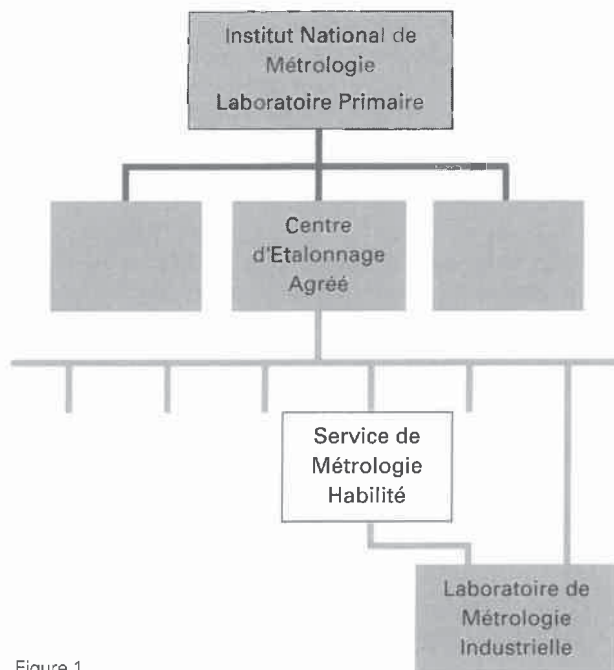 Institut National de
Métrologie
Laboratoire Primaire
Centre
d'Etalonnage
Agréé
Service de
Métrologie
Habilité
Laboratoire de
Métrologie
Industrielle
Figure 1